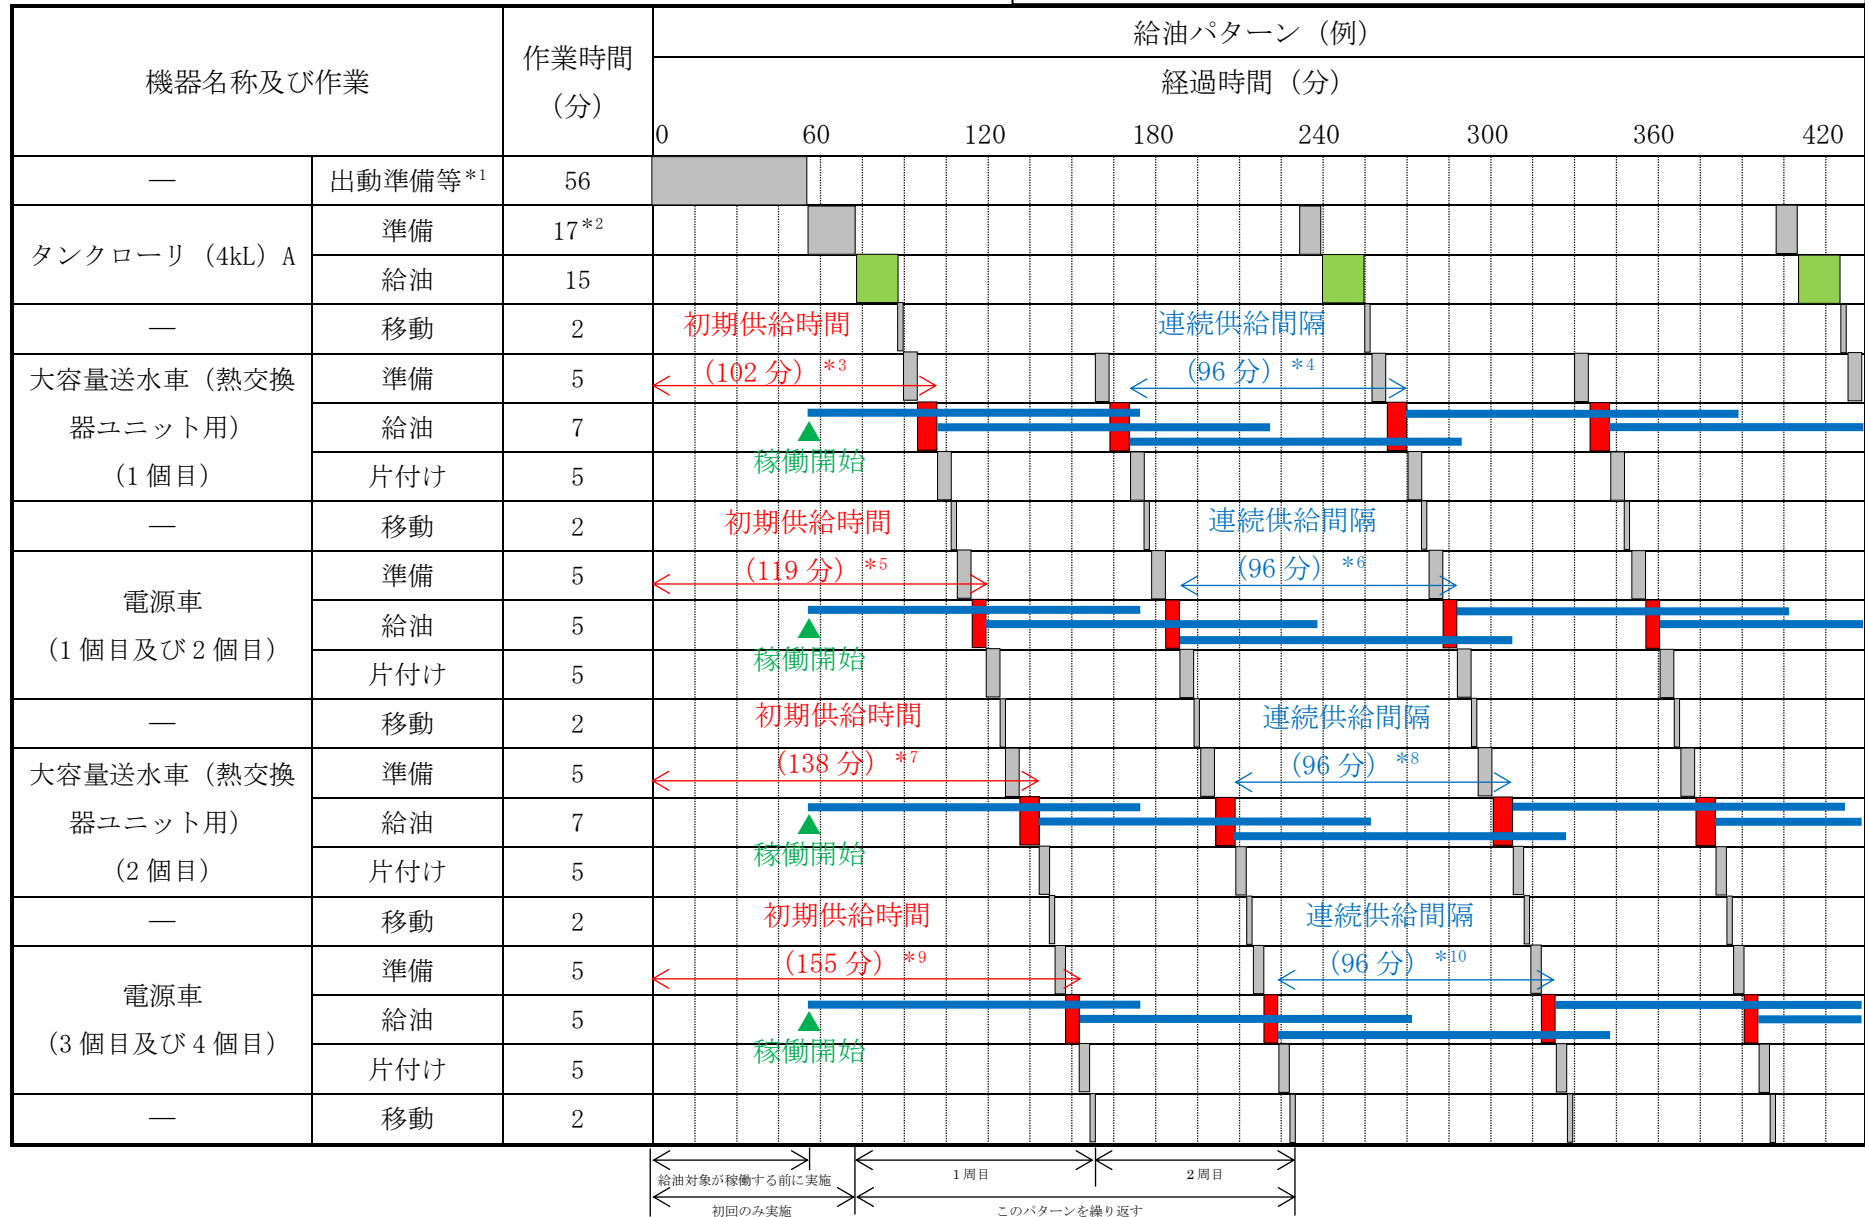 給油パターン（例）
機器名称及び作業
作業時間
（分）
経過時間（分）
0 60 120 180 240 300 360 420
― 出動準備等*1 56
タンクローリ（4kL）A
準備 17*2
給油 15
― 移動 2
初期供給時間
（102 分）*3
連続供給間隔
（96 分）*4
大容量送水車（熱交換
器ユニット用）
（1 個目）
準備 5
給油 7
片付け 5
稼働開始
― 移動 2
初期供給時間
（119 分）*5
連続供給間隔
（96 分）*6
電源車
（1 個目及び 2 個目）
準備 5
給油 5
片付け 5
稼働開始
― 移動 2
初期供給時間
（138 分）*7
連続供給間隔
（96 分）*8
大容量送水車（熱交換
器ユニット用）
（2 個目）
準備 5
給油 7
片付け 5
稼働開始
― 移動 2
初期供給時間
（155 分）*9
連続供給間隔
（96 分）*10
電源車
（3 個目及び 4 個目）
準備 5
給油 5
片付け 5
稼働開始
― 移動 2
給油対象が稼働する前に実施
1 周目
2 周目
初回のみ実施
このパターンを繰り返す